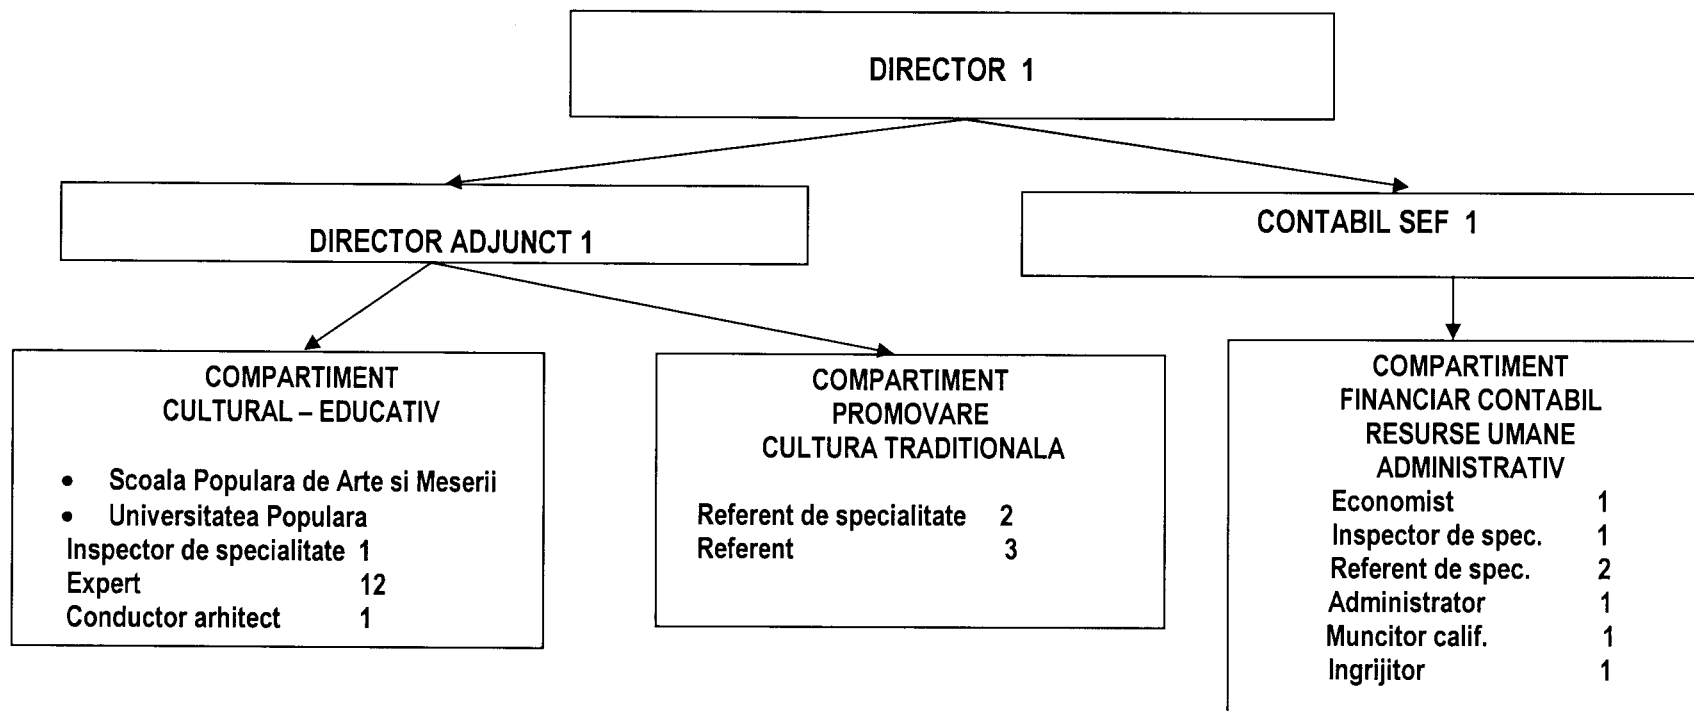 DIRECTOR 1
DIRECTOR ADJUNCT 1
CONTABIL SEF 1
COMPARTIMENT
CULTURAL – EDUCATIV
• Scoala Populara de Arte si Meserii
• Universitatea Populara
Inspector de specialitate 1
Expert 12
Conductor arhitect 1
COMPARTIMENT
PROMOVARE
CULTURA TRADITIONALA
Referent de specialitate 2
Referent 3
COMPARTIMENT
FINANCIAR CONTABIL
RESURSE UMANE
ADMINISTRATIV
Economist 1
Inspector de spec. 1
Referent de spec. 2
Administrator 1
Muncitor calif. 1
Ingrijitor 1